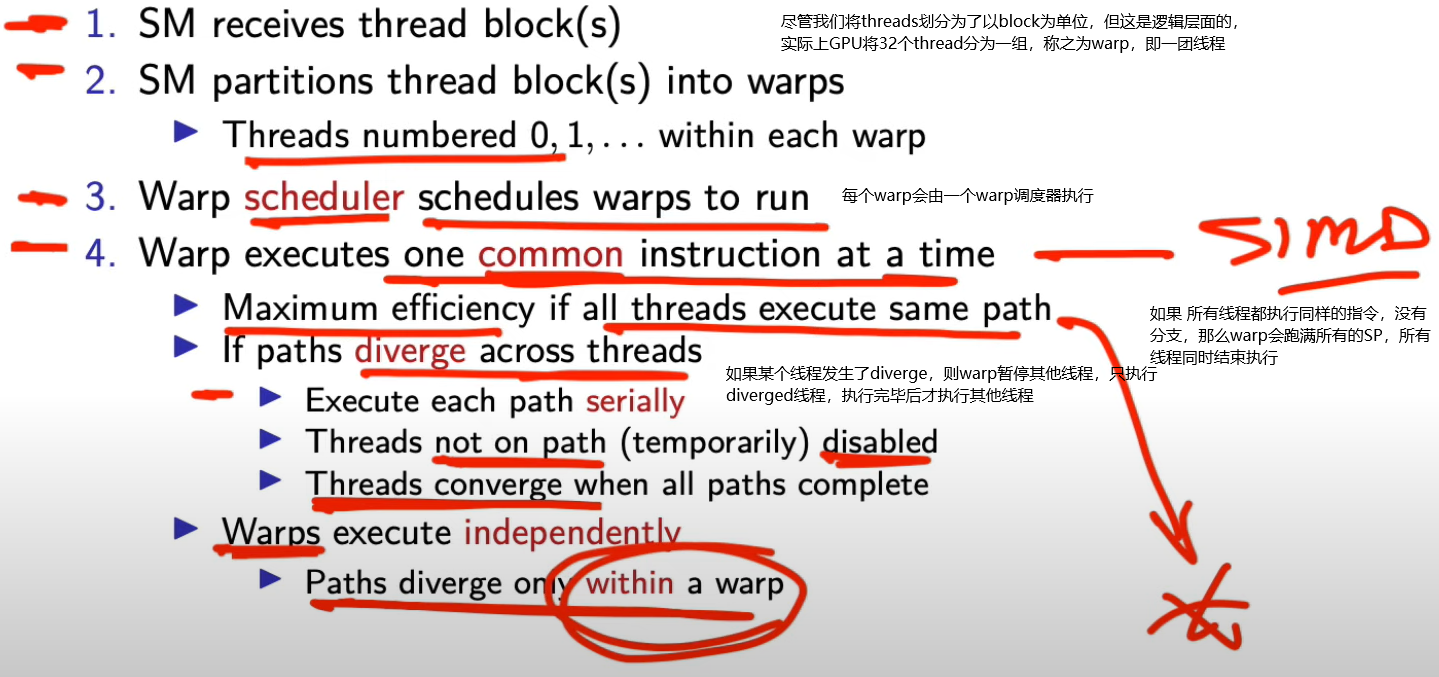 1. SM receives thread block(s)
尽管我们将threads划分为了以block为单位，但这是逻辑层面的，
实际上GPU将32个thread分为一组，称之为warp，即一团线程
2. SM partitions thread block(s) into warps
Threads numbered 0, 1, . . . within each warp
3. Warp scheduler schedules warps to run
每个warp会由一个warp调度器执行
4. Warp executes one common instruction at a time
SIMD
Maximum efficiency if all threads execute same path
如果 所有线程都执行同样的指令，没有
分支，那么warp会跑满所有的SP，所有
线程同时结束执行
If paths diverge across threads
如果某个线程发生了diverge，则warp暂停其他线程，只执行
diverged线程，执行完毕后才执行其他线程
Execute each path serially
Threads not on path (temporarily) disabled
Threads converge when all paths complete
Warps execute independently
Paths diverge only within a warp